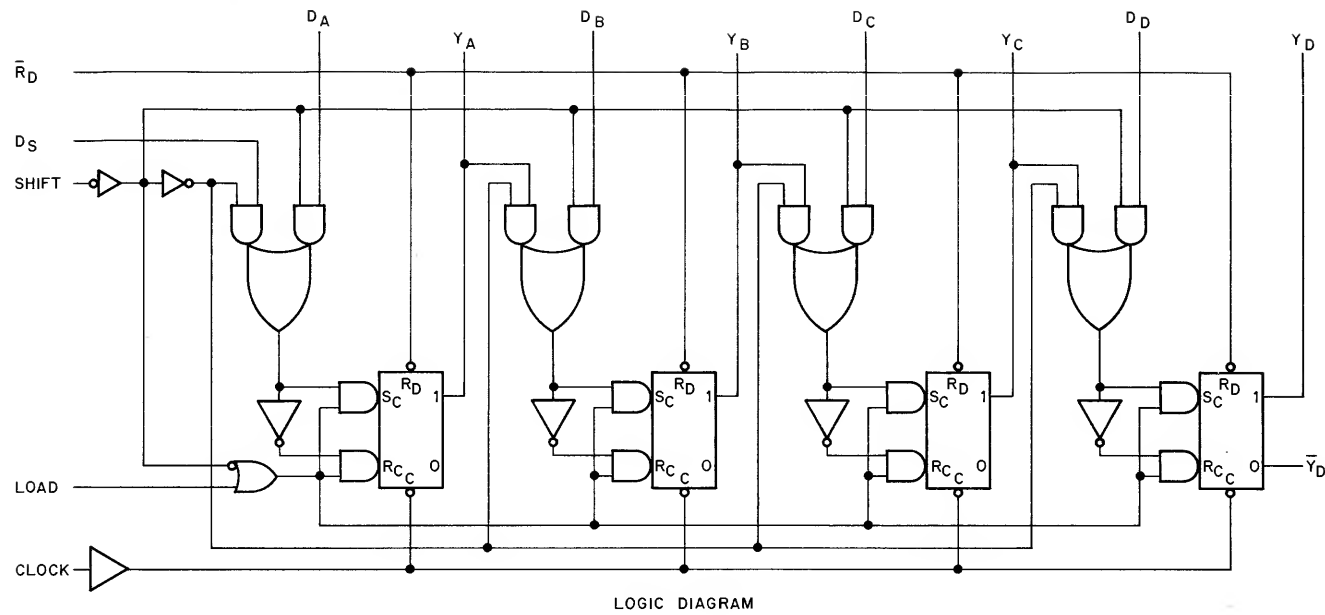 D_A D_B D_C D_D
Y_A Y_B Y_C Y_D
R̅_D
D_S
SHIFT
R_D R_D R_D R_D
S_C 1 S_C 1 S_C 1 S_C 1
R_C C 0 R_C C 0 R_C C 0 R_C C 0 Y̅_D
LOAD
CLOCK
LOGIC DIAGRAM